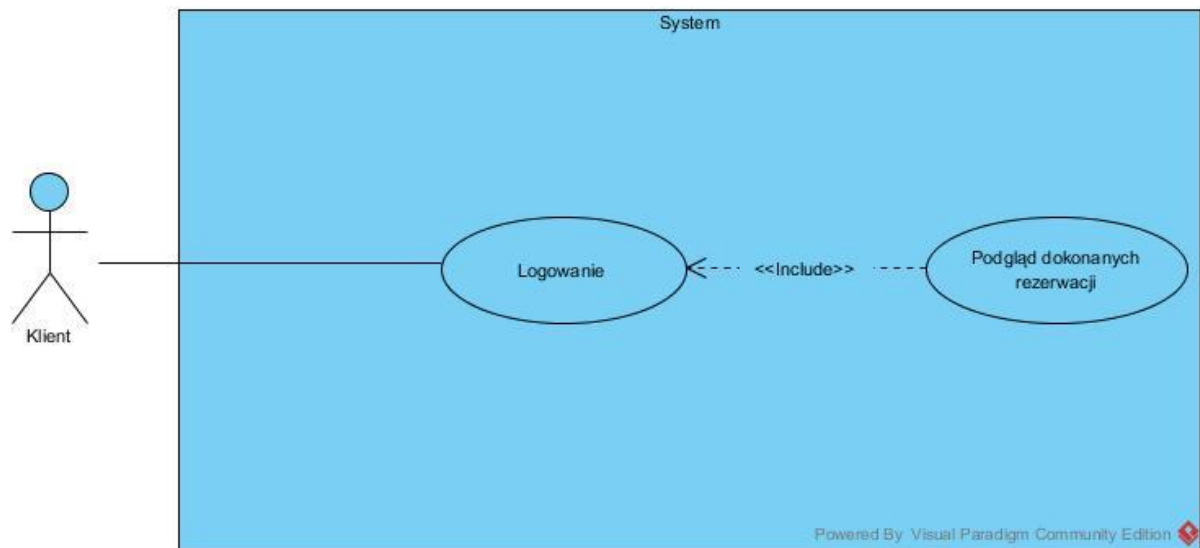 System
Klient
Logowanie
<<Include>>
Podgląd dokonanych
rezerwacji
Powered By Visual Paradigm Community Edition